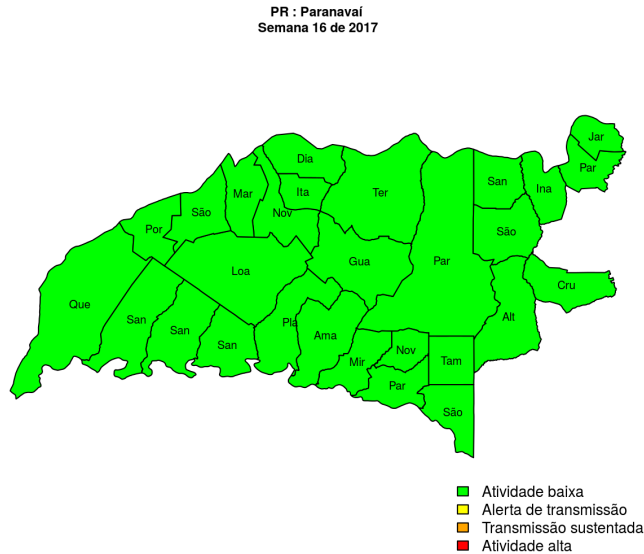 PR : Paranavaí
Semana 16 de 2017
Jar
Par
Dia
San
Ina
Ita
Ter
Mar
São
Nov
Por
São
Par
Gua
Loa
Cru
Que
San
Alt
San
Pla
Ama
San
Nov
Mir
Tam
Par
São
Atividade baixa
Alerta de transmissão
Transmissão sustentada
Atividade alta